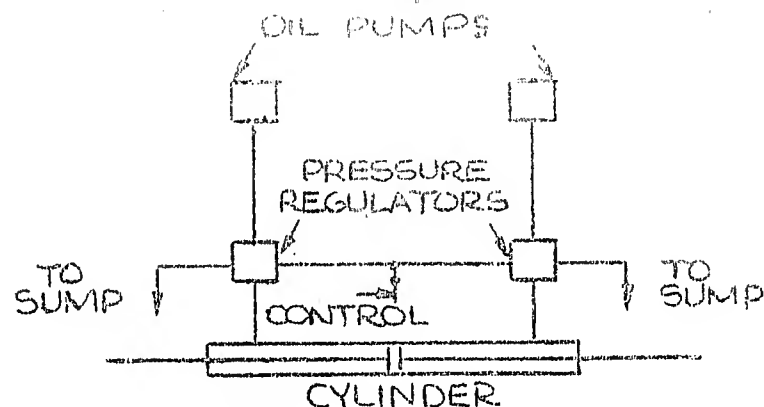 OIL PUMPS
PRESSURE
REGULATORS
TO
SUMP
CONTROL
TO
SUMP
CYLINDER